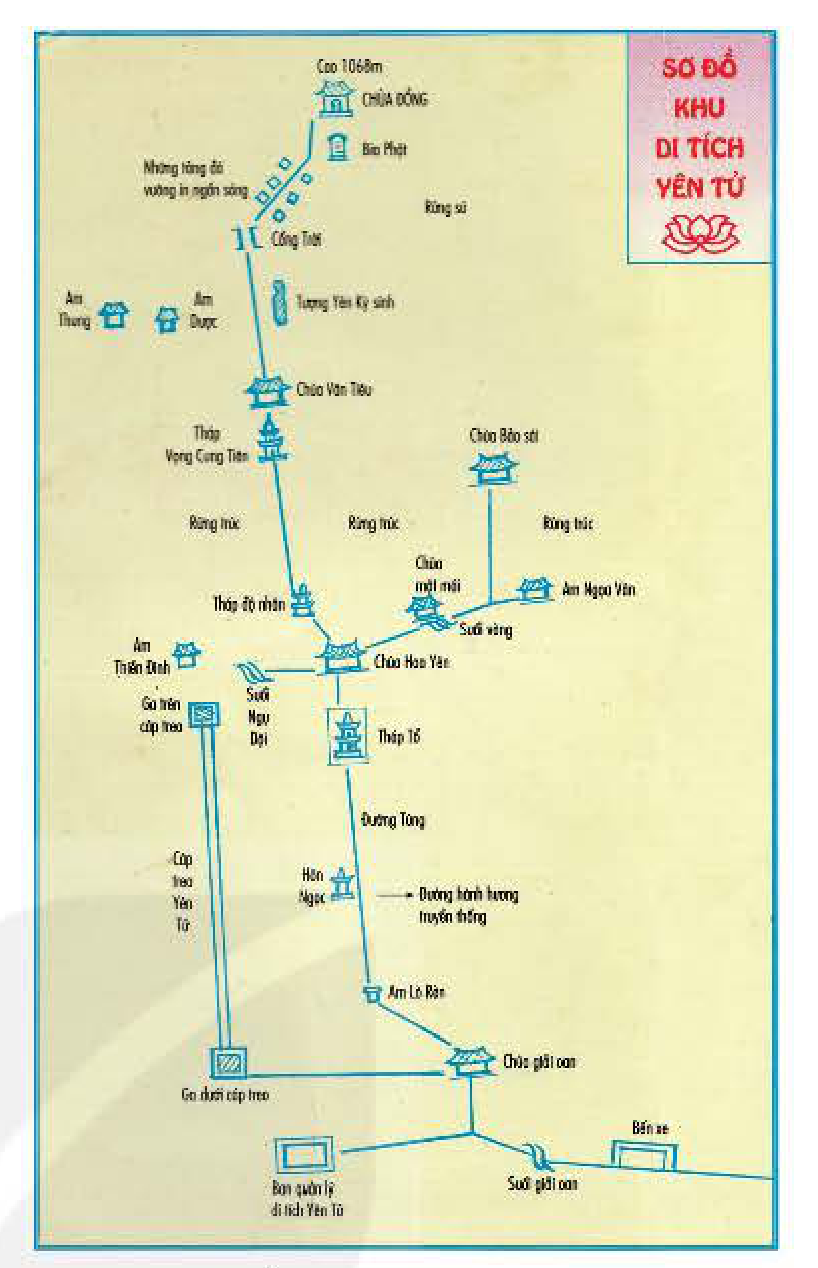 SƠ ĐỒ
KHU
DI TÍCH
YÊN TỬ
Cao 1068m
CHÙA ĐỒNG
Bia Phật
Những tảng đá
vuông in ngấn sóng
Rừng sú
Cổng Trời
Am
Thung
Am
Dược
Tượng Yên Kỳ sinh
Chùa Vân Tiêu
Tháp
Vọng Cung Tiên
Chùa Bảo sái
Rừng trúc
Rừng trúc
Rừng trúc
Chùa
một mái
Am Ngọa Vân
Tháp độ nhân
Suối vàng
Am
Thiền Định
Chùa Hoa Yên
Suối
Ngự
Dội
Ga trên
cáp treo
Tháp Tổ
Đường Tùng
Cáp
treo
Yên
Tử
Hòn
Ngọc
Đường hành hương
truyền thống
Am Lò Rèn
Chùa giải oan
Ga dưới cáp treo
Bến xe
Ban quản lý
di tích Yên Tử
Suối giải oan